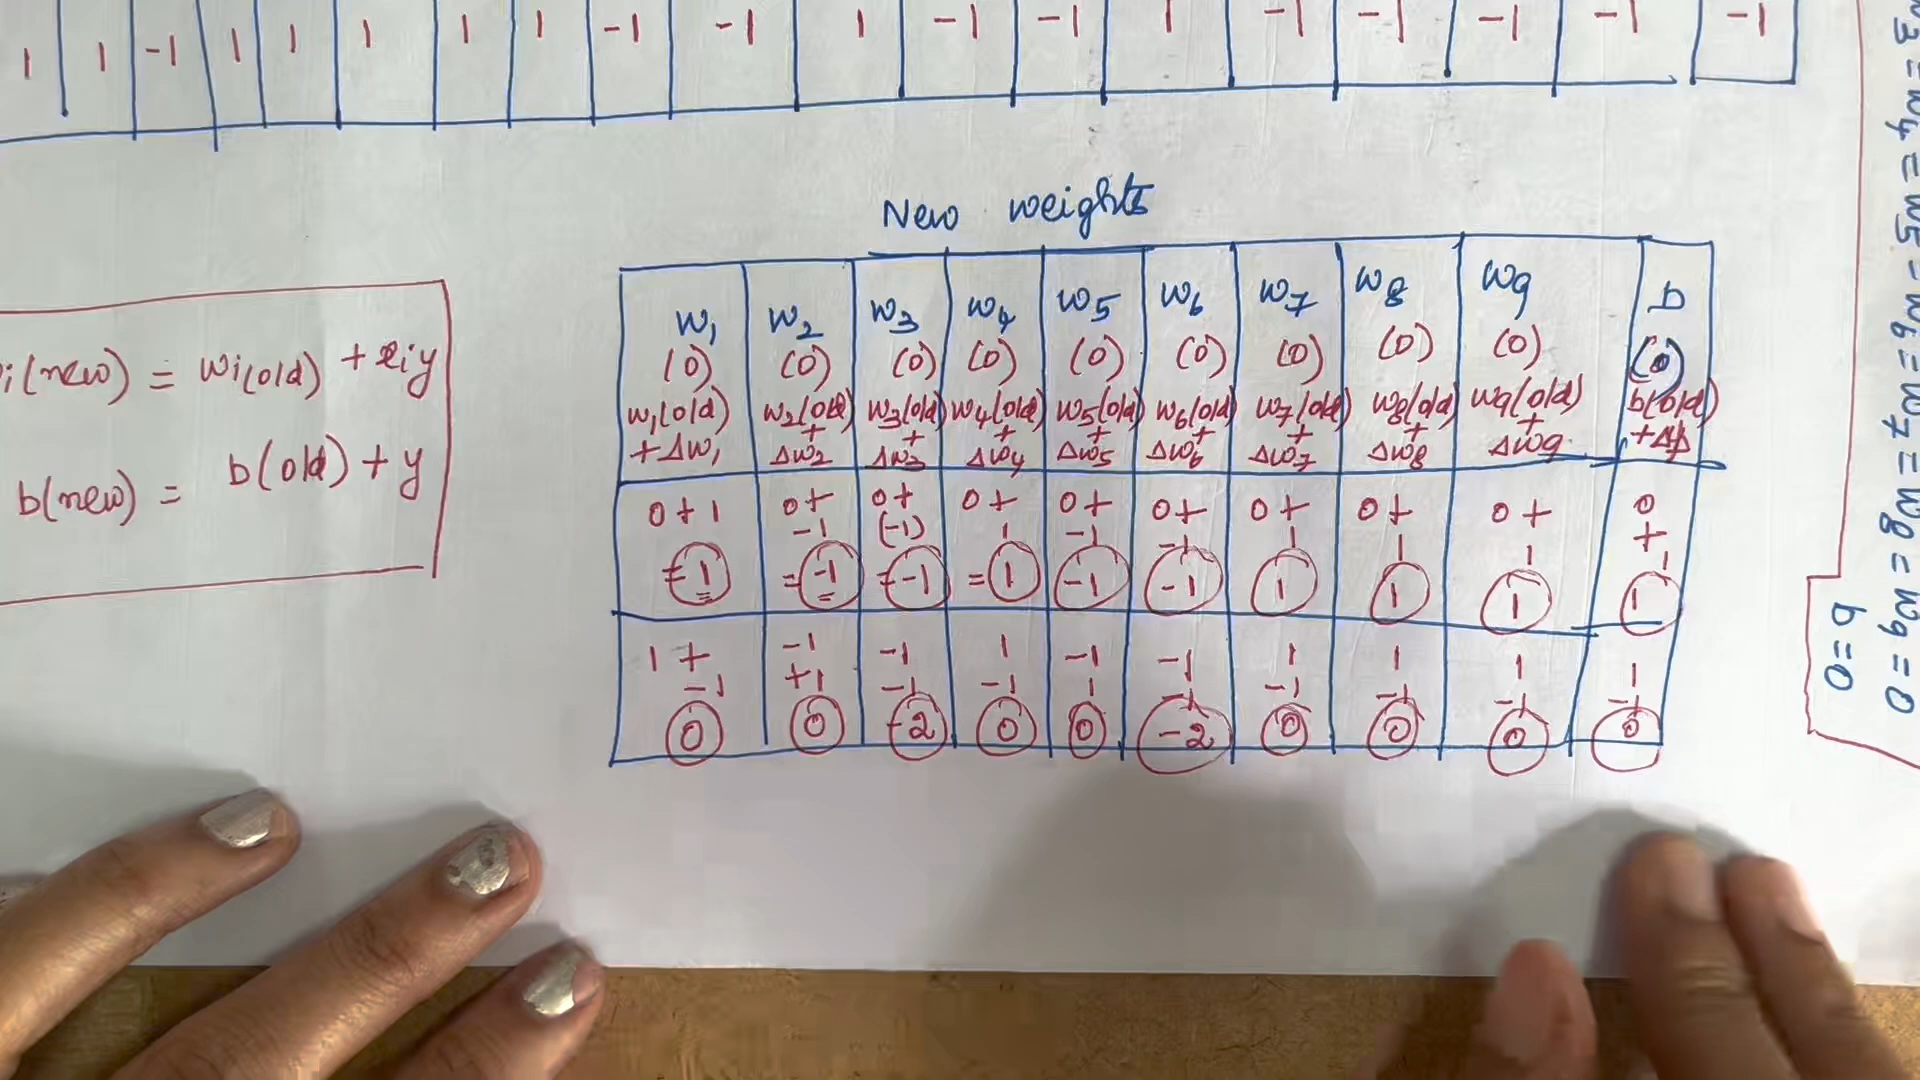 1 1 -1 1 1 1 1 1 -1 -1 1 -1 -1 1 -1 -1 -1 -1 -1
New weights
w1 w2 w3 w4 w5 w6 w7 w8 w9 b
(0) (0) (0) (0) (0) (0) (0) (0) (0) (0)
w1(old) w2(old) w3(old) w4(old) w5(old) w6(old) w7(old) w8(old) w9(old) b(old)
+ Δw1 + Δw2 + Δw3 + Δw4 + Δw5 + Δw6 + Δw7 + Δw8 + Δw9 + Δb
0+1 0+ 0+ 0+ 0+ 0+ 0+ 0+ 0+ 0+
-1 (-1) 1 -1 -1 1 1 1 1
=1 =-1 =-1 =1 -1 -1 1 1 1 1
1+ -1 -1 1 -1 -1 1 1 1 1
-1 +1 -1 -1 1 -1 -1 -1 -1 -1
0 0 -2 0 0 -2 0 0 0 0
i(new) = wi(old) + xiy
b(new) = b(old) + y
w3 = w4 = w5 = w6 = w7 = w8 = w9 = 0
b=0